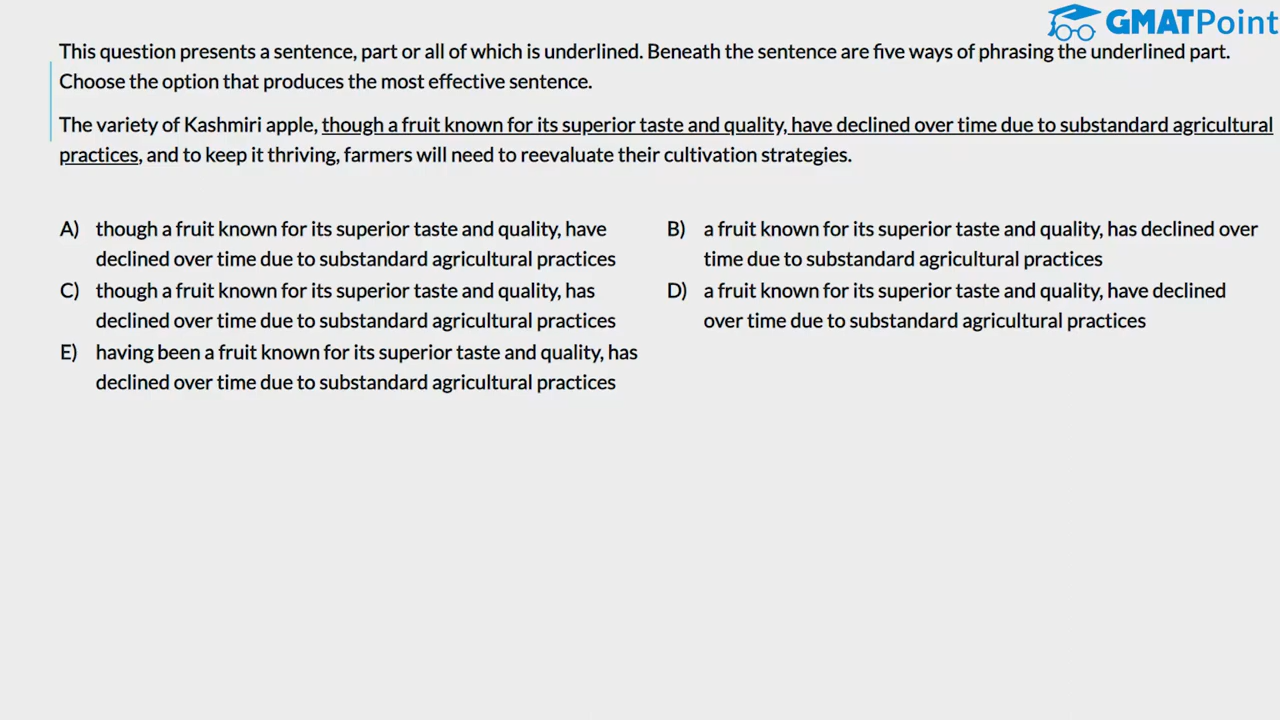 GMATPoint
This question presents a sentence, part or all of which is underlined. Beneath the sentence are five ways of phrasing the underlined part.
Choose the option that produces the most effective sentence.
The variety of Kashmiri apple, though a fruit known for its superior taste and quality, have declined over time due to substandard agricultural
practices, and to keep it thriving, farmers will need to reevaluate their cultivation strategies.
A) though a fruit known for its superior taste and quality, have
declined over time due to substandard agricultural practices
B) a fruit known for its superior taste and quality, has declined over
time due to substandard agricultural practices
C) though a fruit known for its superior taste and quality, has
declined over time due to substandard agricultural practices
D) a fruit known for its superior taste and quality, have declined
over time due to substandard agricultural practices
E) having been a fruit known for its superior taste and quality, has
declined over time due to substandard agricultural practices